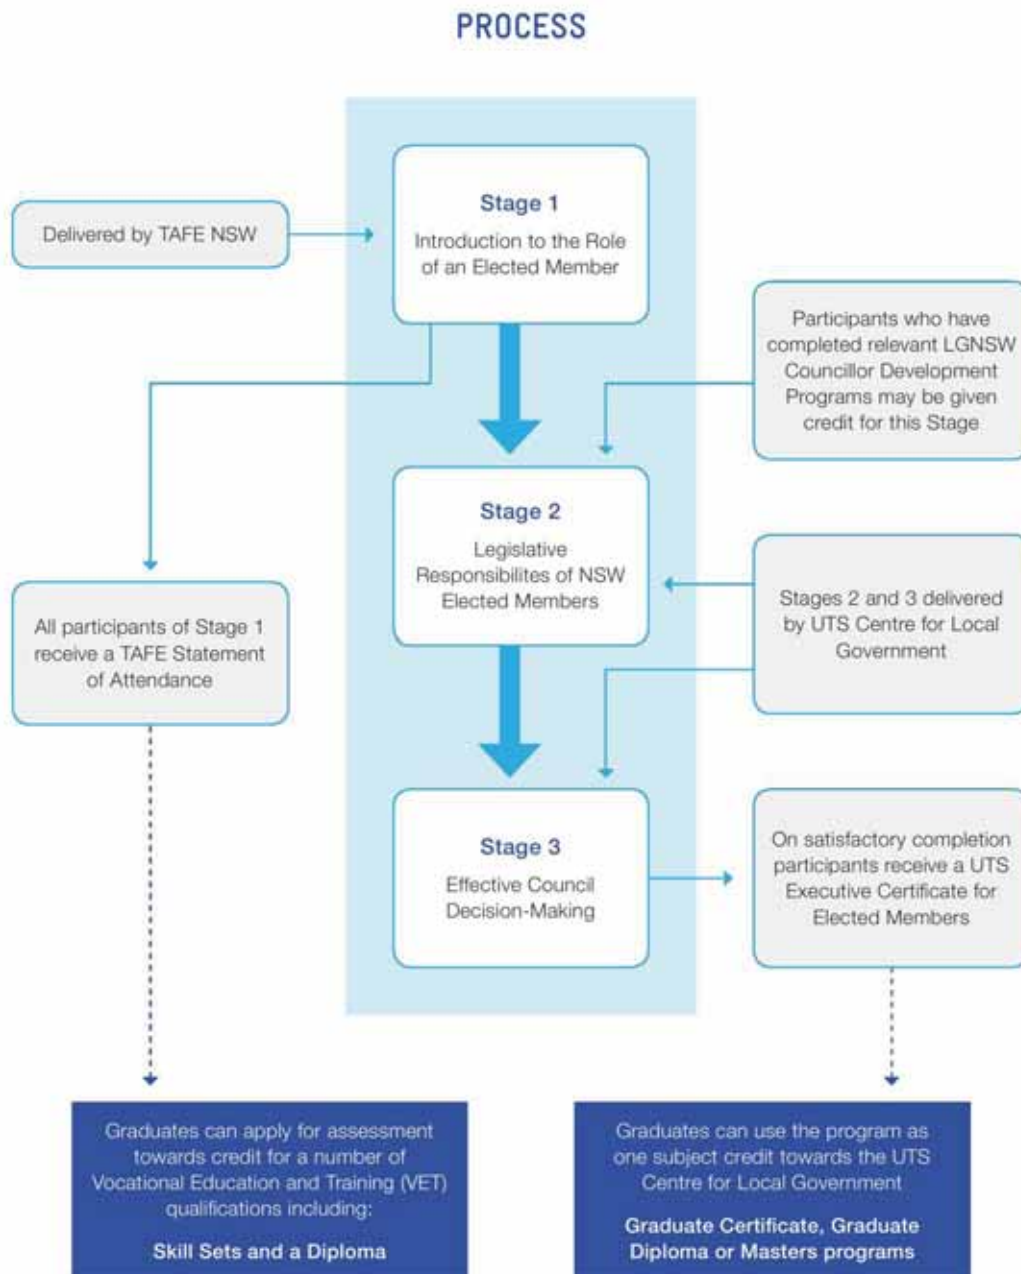 PROCESS
Stage 1
Introduction to the Role
of an Elected Member
Delivered by TAFE NSW
Participants who have
completed relevant LGNSW
Councillor Development
Programs may be given
credit for this Stage
Stage 2
Legislative
Responsibilites of NSW
Elected Members
All participants of Stage 1
receive a TAFE Statement
of Attendance
Stages 2 and 3 delivered
by UTS Centre for Local
Government
Stage 3
Effective Council
Decision-Making
On satisfactory completion
participants receive a UTS
Executive Certificate for
Elected Members
Graduates can apply for assessment
towards credit for a number of
Vocational Education and Training (VET)
qualifications including:
Skill Sets and a Diploma
Graduates can use the program as
one subject credit towards the UTS
Centre for Local Government
Graduate Certificate, Graduate
Diploma or Masters programs